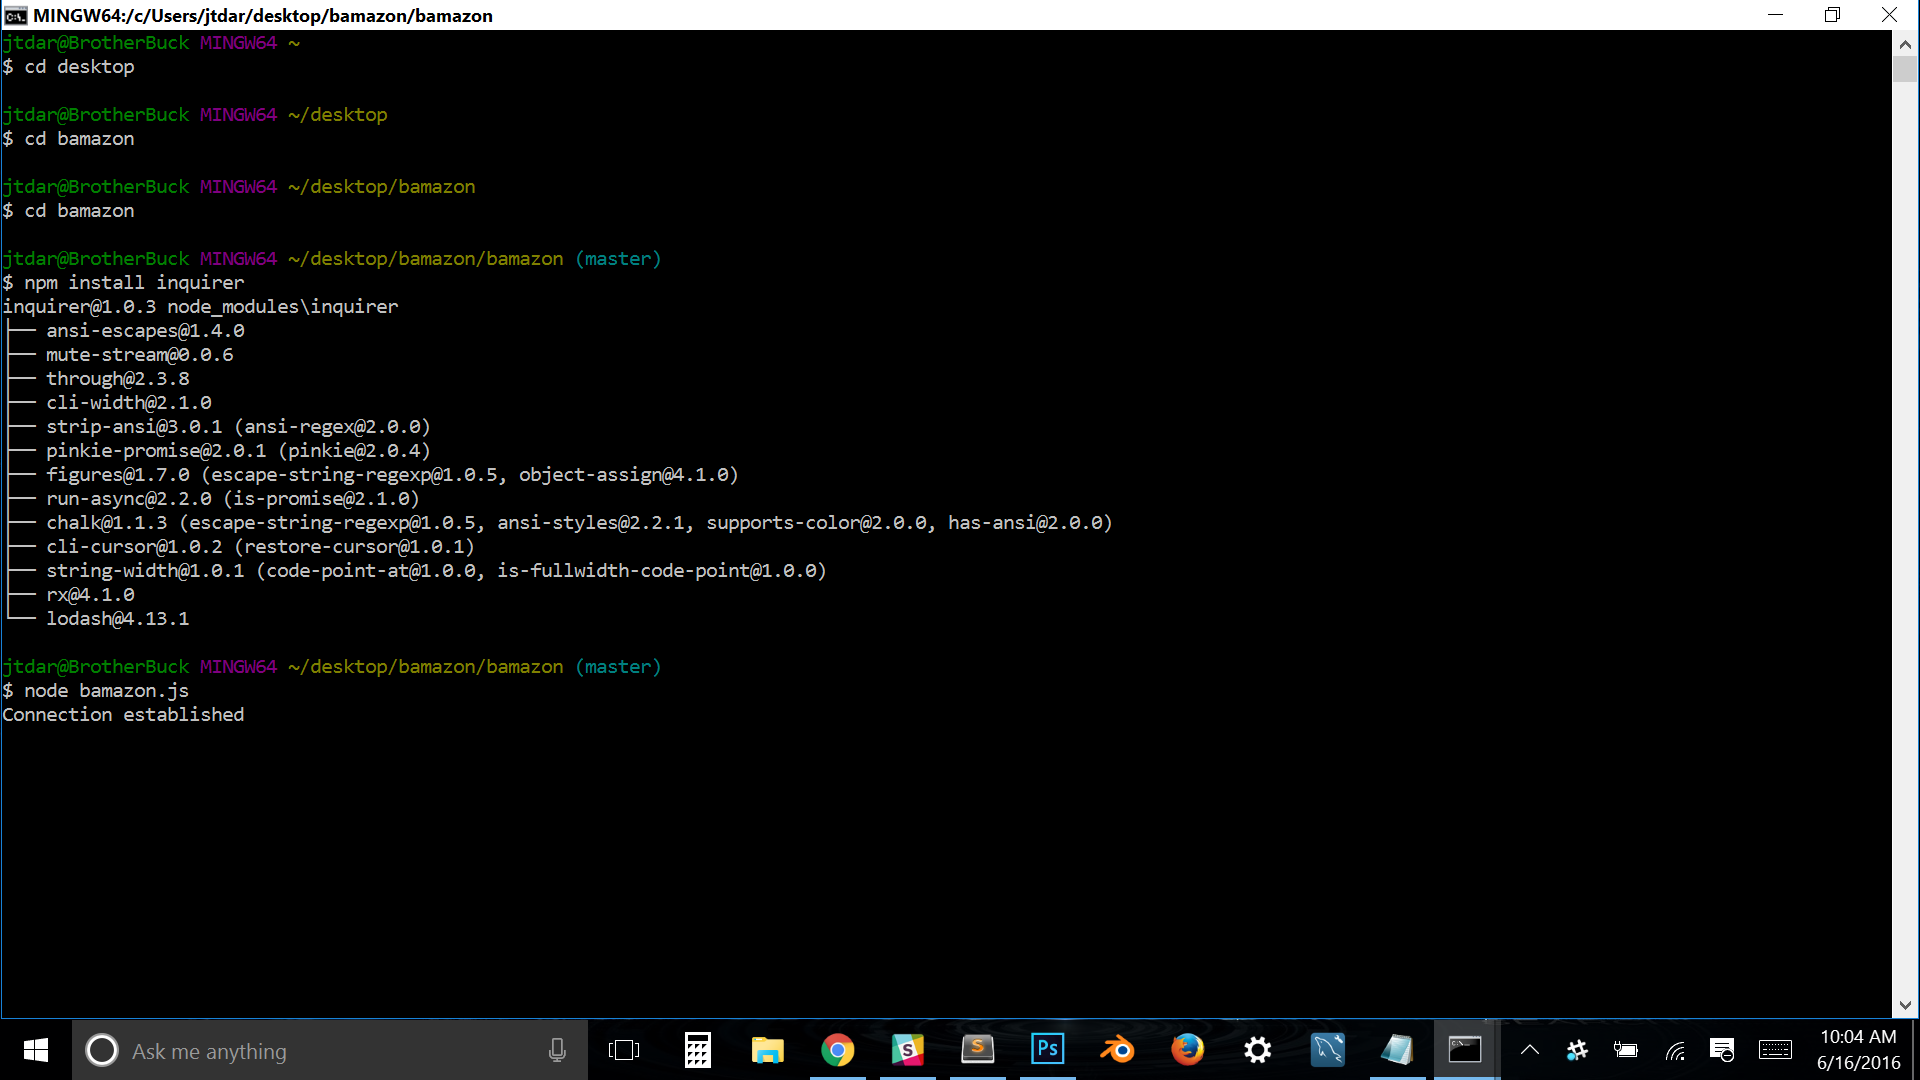 MINGW64:/c/Users/jtdar/desktop/bamazon/bamazon
jtdar@BrotherBuck MINGW64 ~
$ cd desktop
jtdar@BrotherBuck MINGW64 ~/desktop
$ cd bamazon
jtdar@BrotherBuck MINGW64 ~/desktop/bamazon
$ cd bamazon
jtdar@BrotherBuck MINGW64 ~/desktop/bamazon/bamazon (master)
$ npm install inquirer
inquirer@1.0.3 node_modules\inquirer
├── ansi-escapes@1.4.0
├── mute-stream@0.0.6
├── through@2.3.8
├── cli-width@2.1.0
├── strip-ansi@3.0.1 (ansi-regex@2.0.0)
├── pinkie-promise@2.0.1 (pinkie@2.0.4)
├── figures@1.7.0 (escape-string-regexp@1.0.5, object-assign@4.1.0)
├── run-async@2.2.0 (is-promise@2.1.0)
├── chalk@1.1.3 (escape-string-regexp@1.0.5, ansi-styles@2.2.1, supports-color@2.0.0, has-ansi@2.0.0)
├── cli-cursor@1.0.2 (restore-cursor@1.0.1)
├── string-width@1.0.1 (code-point-at@1.0.0, is-fullwidth-code-point@1.0.0)
├── rx@4.1.0
└── lodash@4.13.1
jtdar@BrotherBuck MINGW64 ~/desktop/bamazon/bamazon (master)
$ node bamazon.js
Connection established
Ask me anything
S
S
Ps
10:04 AM
6/16/2016